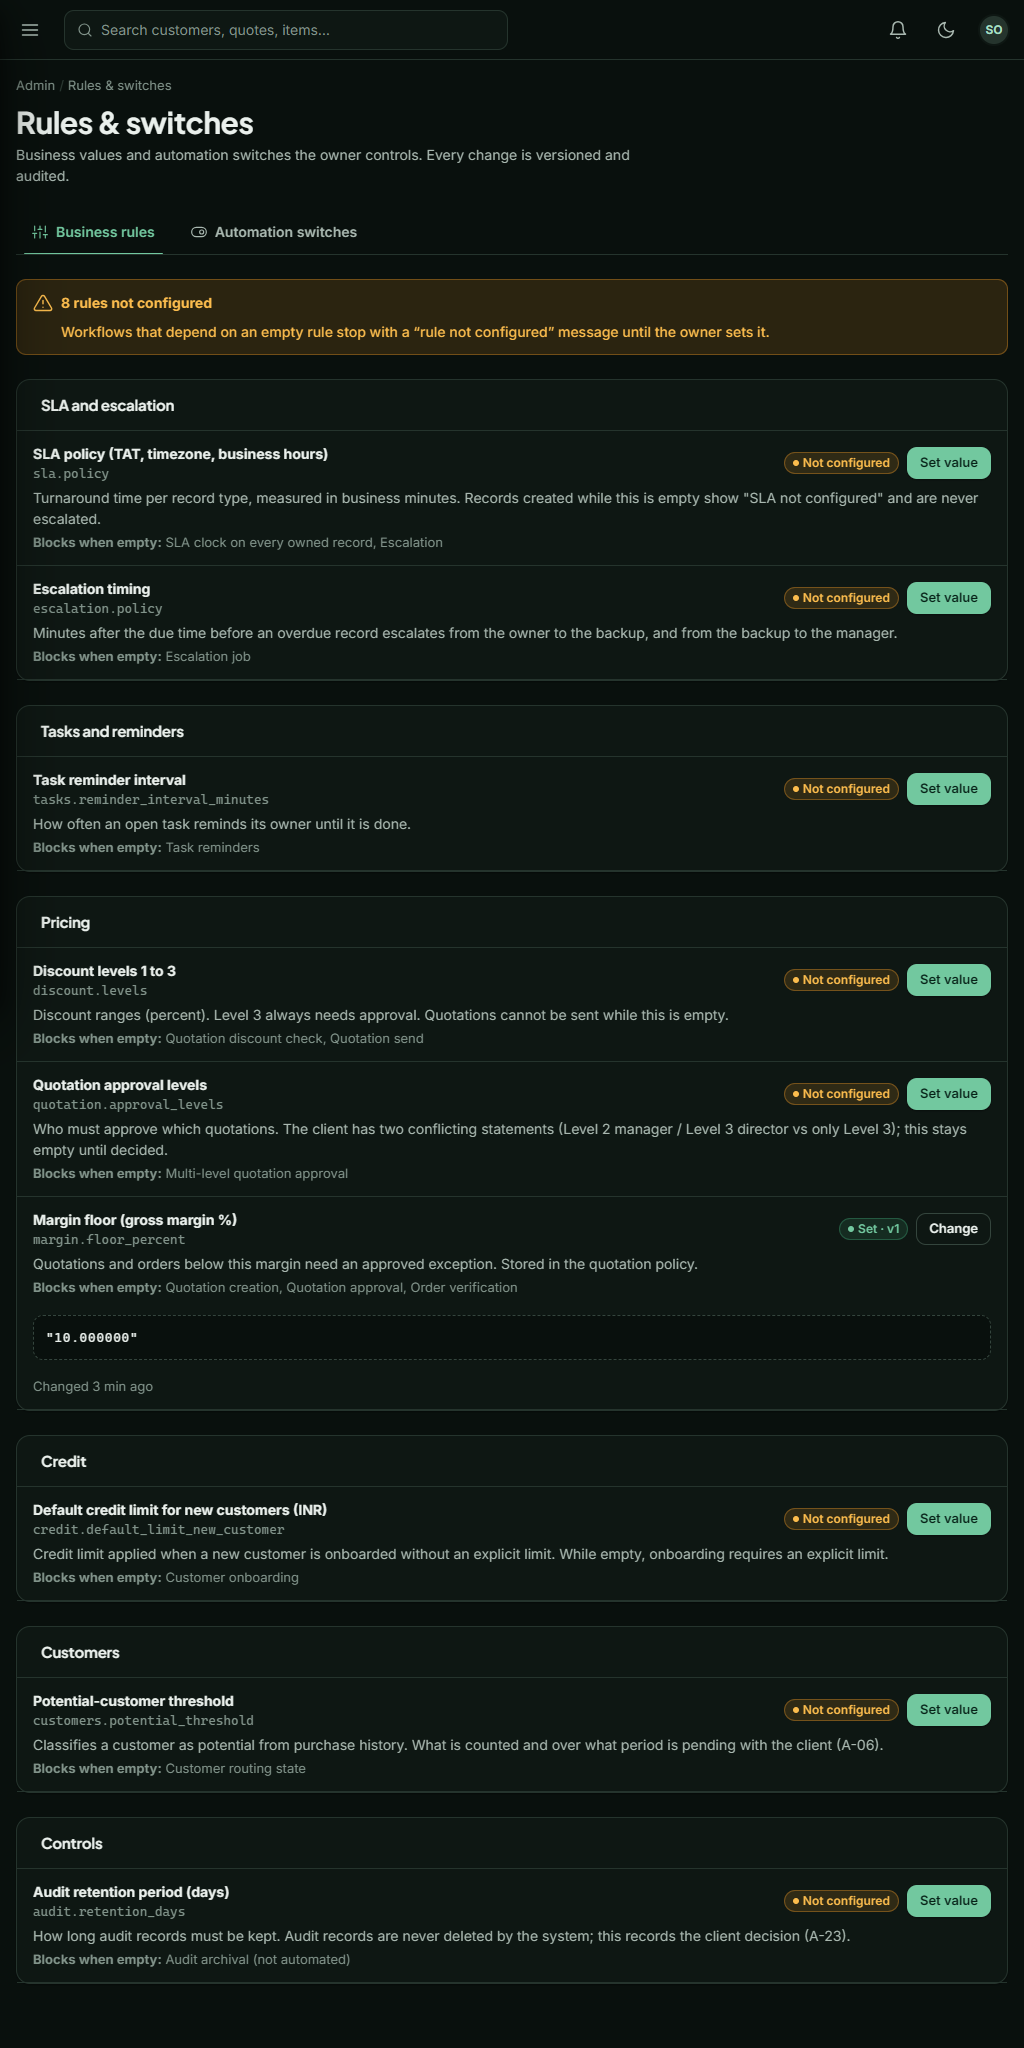 Search customers, quotes, items...
SO
Admin / Rules & switches
Rules & switches
Business values and automation switches the owner controls. Every change is versioned and
audited.
Business rules
Automation switches
8 rules not configured
Workflows that depend on an empty rule stop with a “rule not configured” message until the owner sets it.
SLA and escalation
SLA policy (TAT, timezone, business hours)
Not configured
Set value
sla.policy
Turnaround time per record type, measured in business minutes. Records created while this is empty show "SLA not configured" and are never
escalated.
Blocks when empty: SLA clock on every owned record, Escalation
Escalation timing
Not configured
Set value
escalation.policy
Minutes after the due time before an overdue record escalates from the owner to the backup, and from the backup to the manager.
Blocks when empty: Escalation job
Tasks and reminders
Task reminder interval
Not configured
Set value
tasks.reminder_interval_minutes
How often an open task reminds its owner until it is done.
Blocks when empty: Task reminders
Pricing
Discount levels 1 to 3
Not configured
Set value
discount.levels
Discount ranges (percent). Level 3 always needs approval. Quotations cannot be sent while this is empty.
Blocks when empty: Quotation discount check, Quotation send
Quotation approval levels
Not configured
Set value
quotation.approval_levels
Who must approve which quotations. The client has two conflicting statements (Level 2 manager / Level 3 director vs only Level 3); this stays
empty until decided.
Blocks when empty: Multi-level quotation approval
Margin floor (gross margin %)
Set · v1
Change
margin.floor_percent
Quotations and orders below this margin need an approved exception. Stored in the quotation policy.
Blocks when empty: Quotation creation, Quotation approval, Order verification
"10.000000"
Changed 3 min ago
Credit
Default credit limit for new customers (INR)
Not configured
Set value
credit.default_limit_new_customer
Credit limit applied when a new customer is onboarded without an explicit limit. While empty, onboarding requires an explicit limit.
Blocks when empty: Customer onboarding
Customers
Potential-customer threshold
Not configured
Set value
customers.potential_threshold
Classifies a customer as potential from purchase history. What is counted and over what period is pending with the client (A-06).
Blocks when empty: Customer routing state
Controls
Audit retention period (days)
Not configured
Set value
audit.retention_days
How long audit records must be kept. Audit records are never deleted by the system; this records the client decision (A-23).
Blocks when empty: Audit archival (not automated)